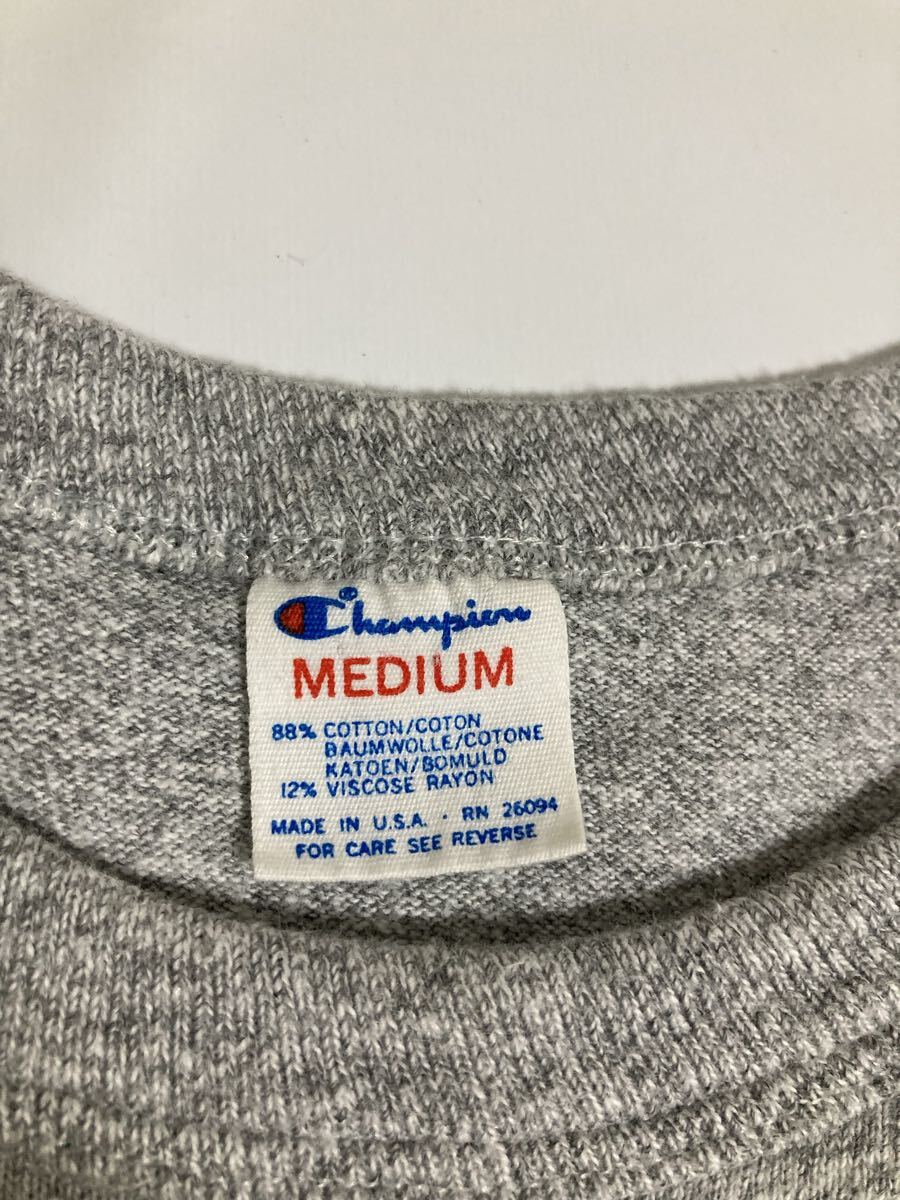 Champion®
MEDIUM
88% COTTON/COTON
BAUMWOLLE/COTONE
KATOEN/BOMULD
12% VISCOSE RAYON
MADE IN U.S.A. · RN 26094
FOR CARE SEE REVERSE